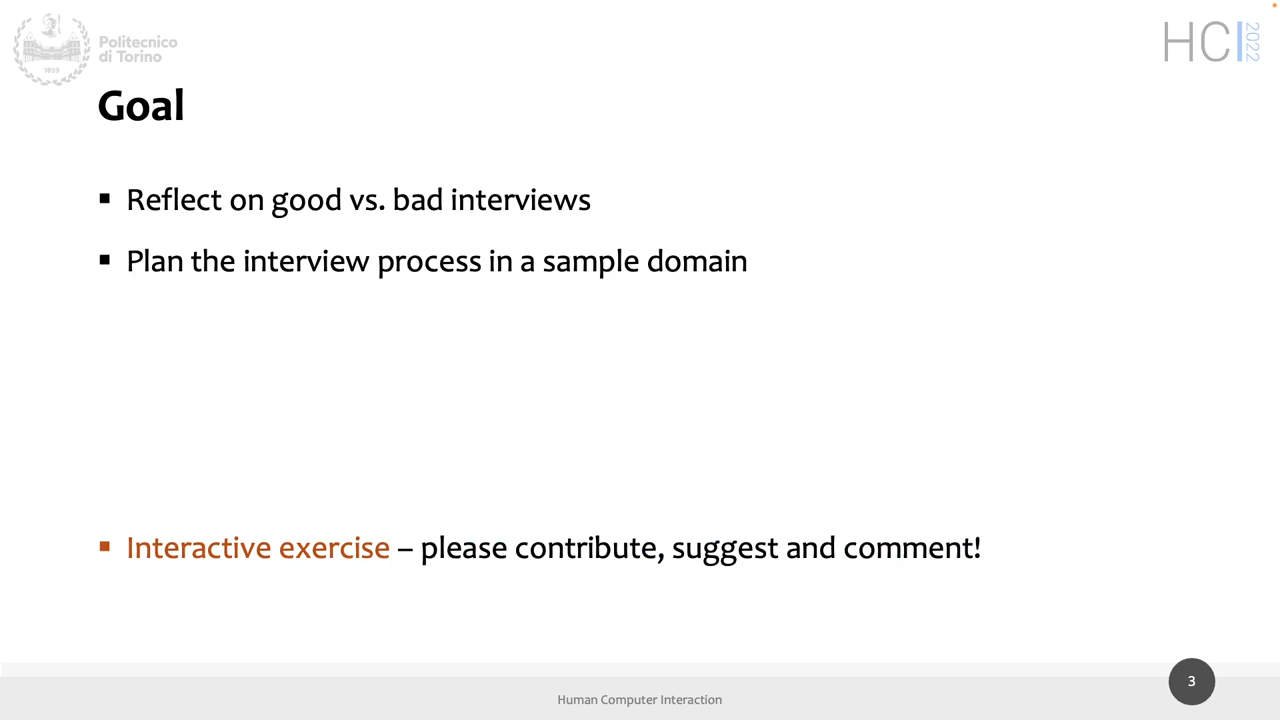 Politecnico
di Torino
1859
HCI 2022
Goal
▪ Reflect on good vs. bad interviews
▪ Plan the interview process in a sample domain
▪ Interactive exercise – please contribute, suggest and comment!
3
Human Computer Interaction